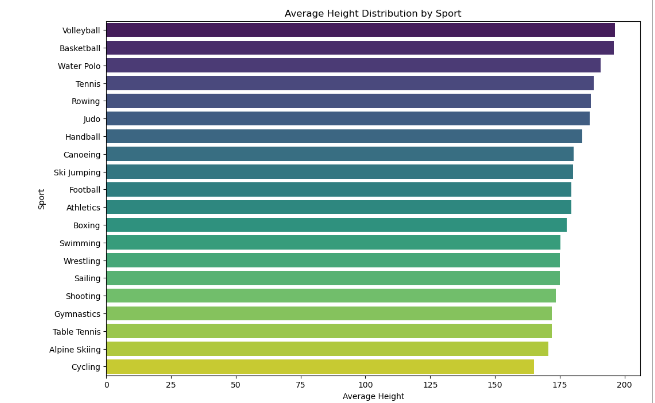 Average Height Distribution by Sport
Sport
Volleyball
Basketball
Water Polo
Tennis
Rowing
Judo
Handball
Canoeing
Ski Jumping
Football
Athletics
Boxing
Swimming
Wrestling
Sailing
Shooting
Gymnastics
Table Tennis
Alpine Skiing
Cycling
0 25 50 75 100 125 150 175 200
Average Height